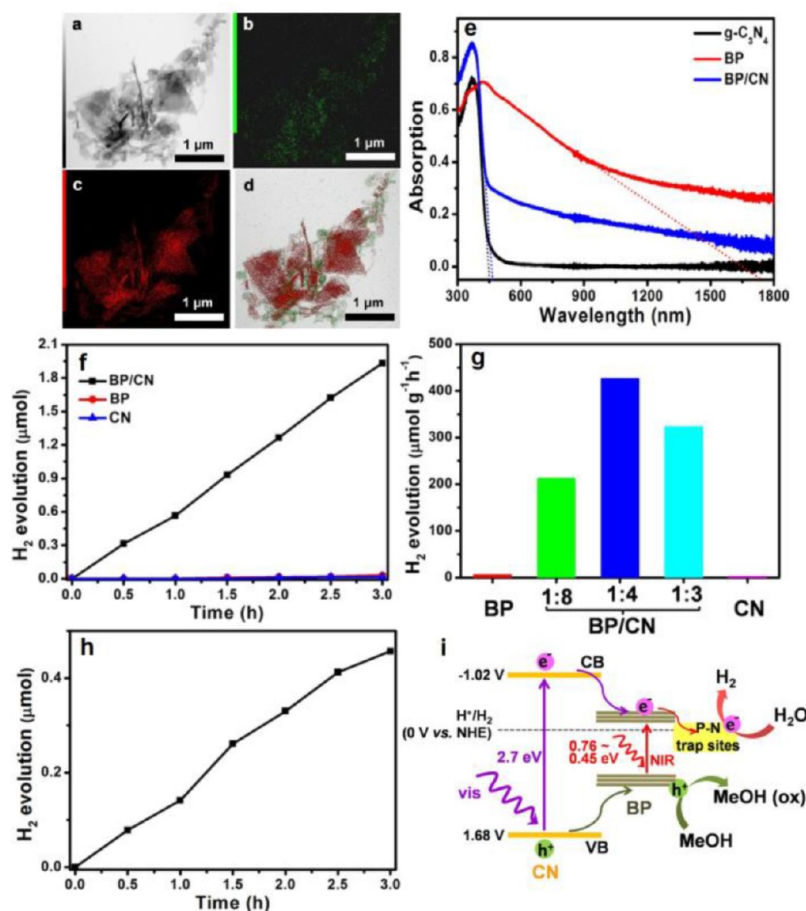 a
1 μm
b
1 μm
c
1 μm
d
1 μm
e
g-C₃N₄
BP
BP/CN
Absorption
0.8
0.6
0.4
0.2
0.0
300 600 900 1200 1500 1800
Wavelength (nm)
f
BP/CN
BP
CN
H₂ evolution (μmol)
2.1
1.8
1.5
1.2
0.9
0.6
0.3
0.0
0.0 0.5 1.0 1.5 2.0 2.5 3.0
Time (h)
g
H₂ evolution (μmol g⁻¹h⁻¹)
500
400
300
200
100
0
BP 1:8 1:4 1:3 CN
BP/CN
h
H₂ evolution (μmol)
0.4
0.2
0.0
0.0 0.5 1.0 1.5 2.0 2.5 3.0
Time (h)
i
-1.02 V
e⁻
CB
H⁺/H₂
(0 V vs. NHE)
e⁻
H₂
P-N
trap sites
e⁻
H₂O
2.7 eV
0.76 ~
0.45 eV
NIR
vis
BP
h⁺
MeOH (ox)
MeOH
1.68 V
h⁺
VB
CN